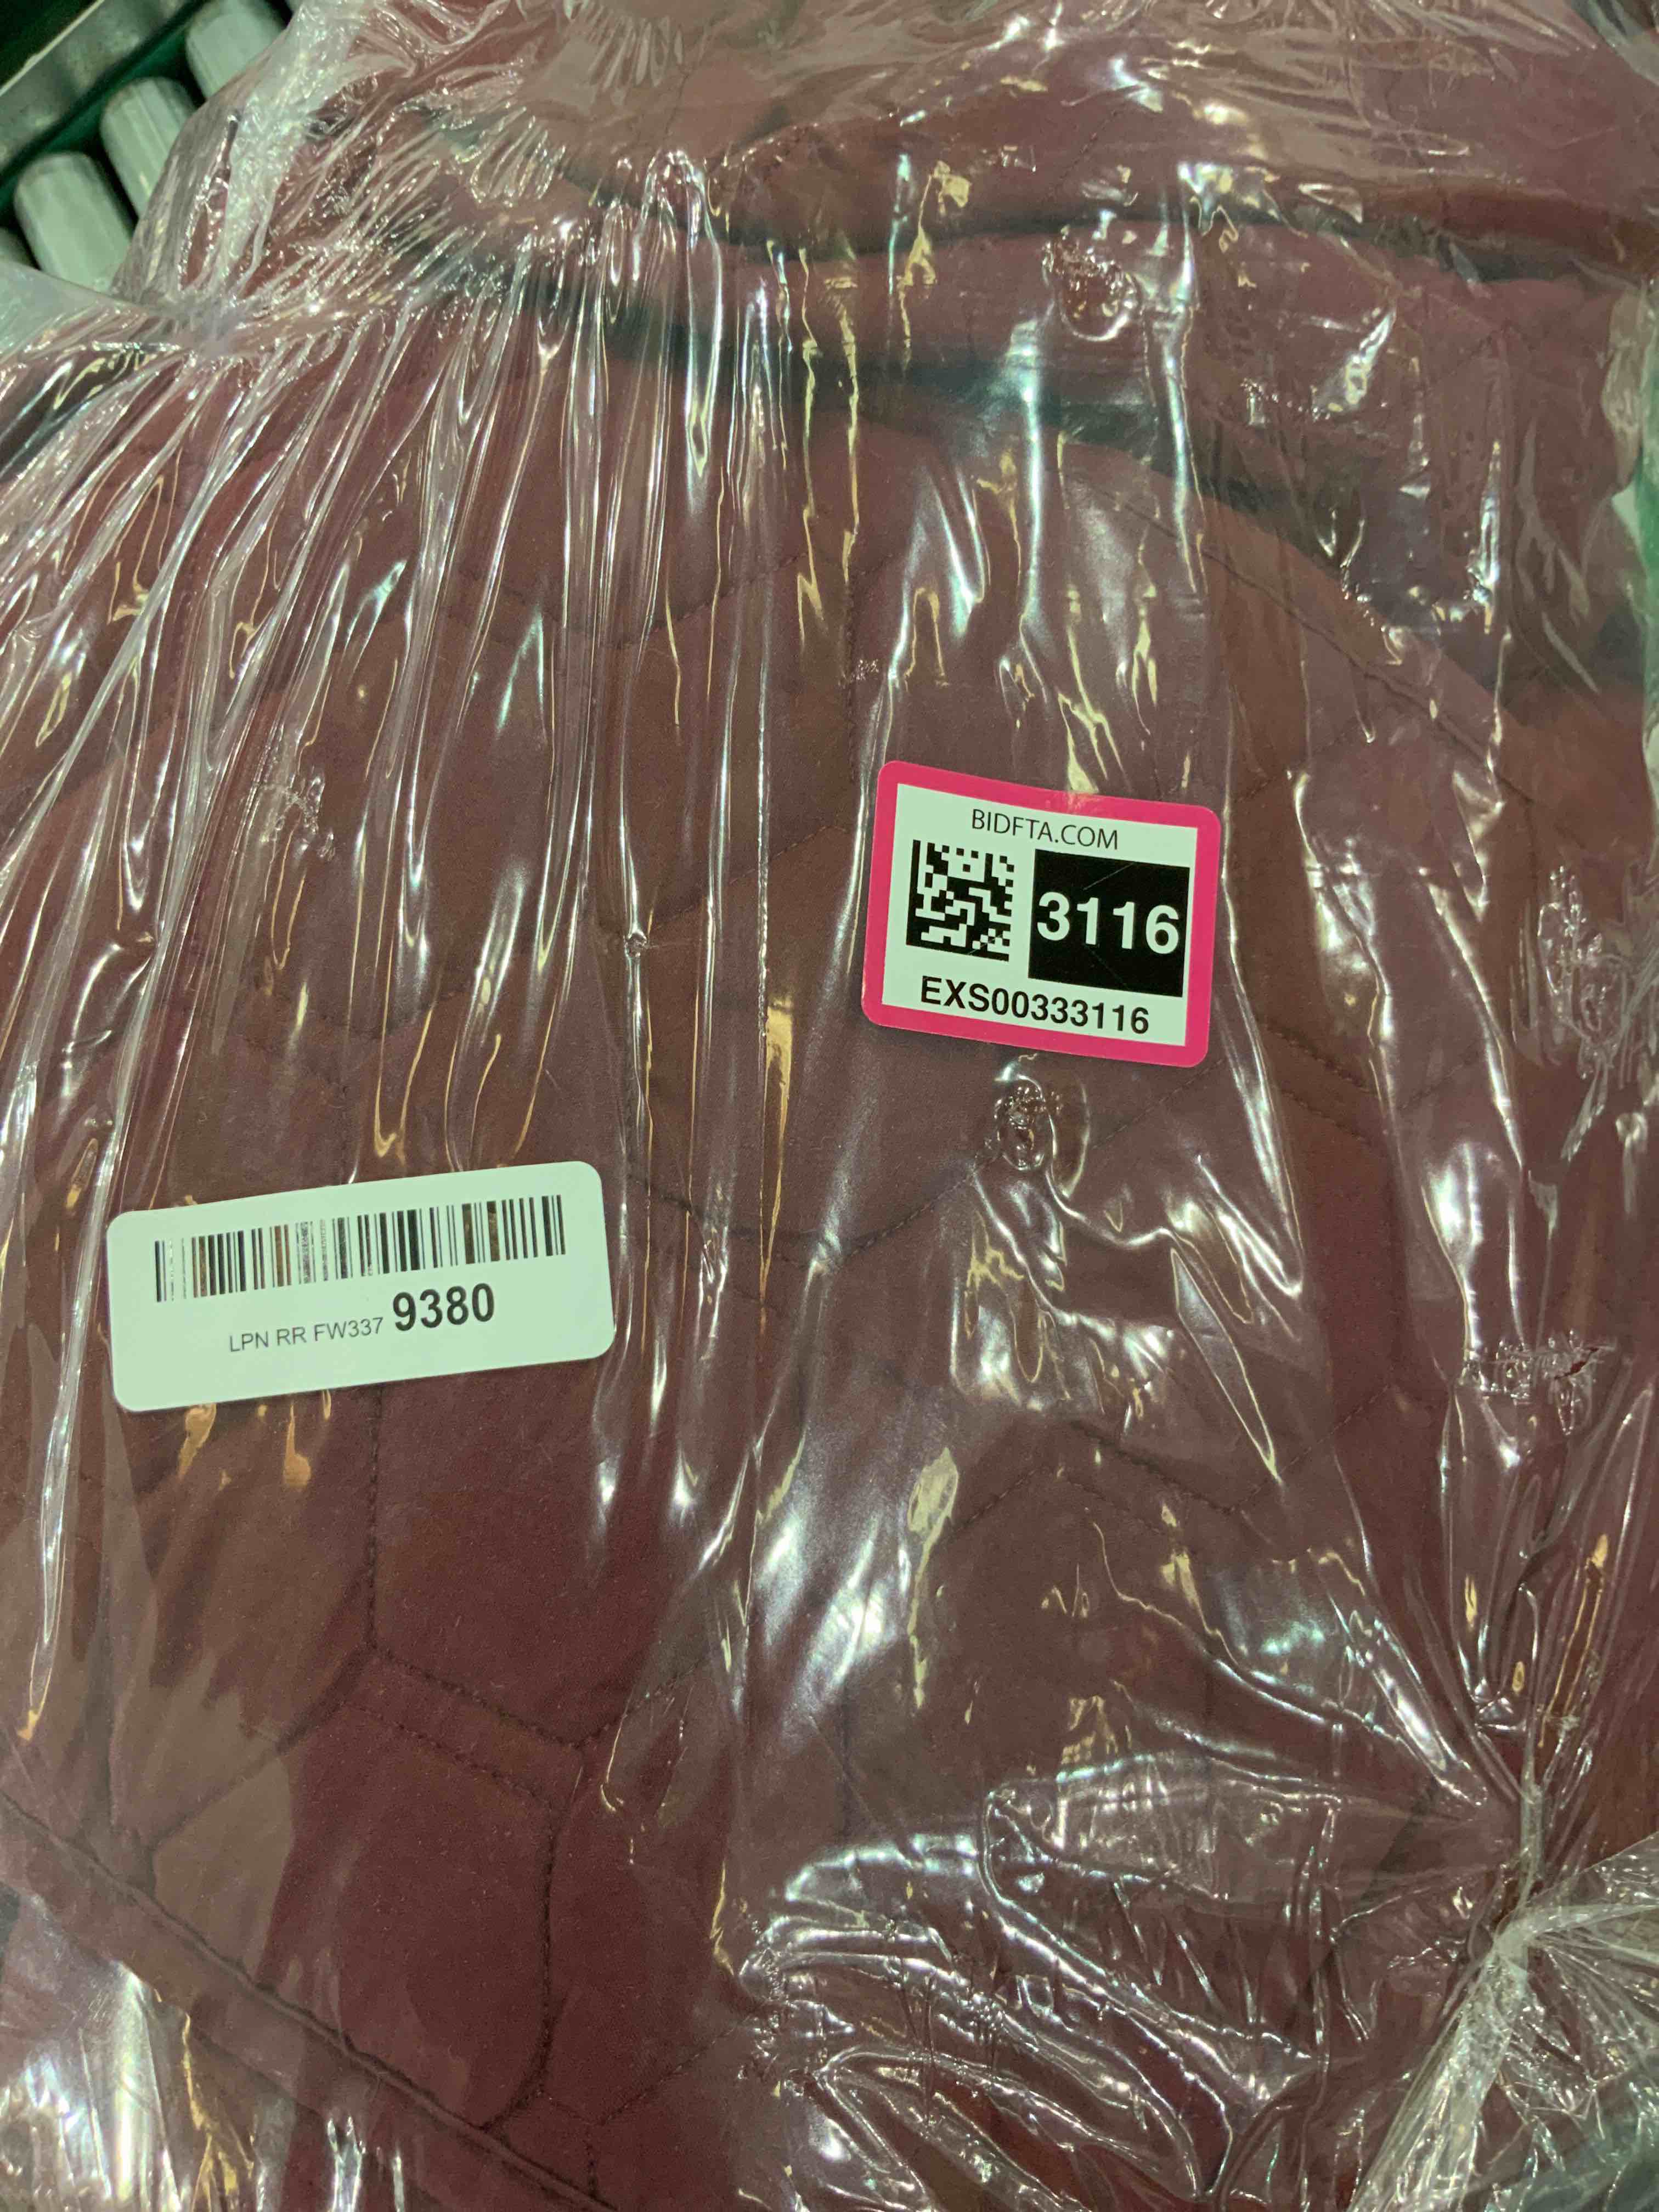 BIDFTA.COM
3116
EXS00333116
LPN RR FW337 9380